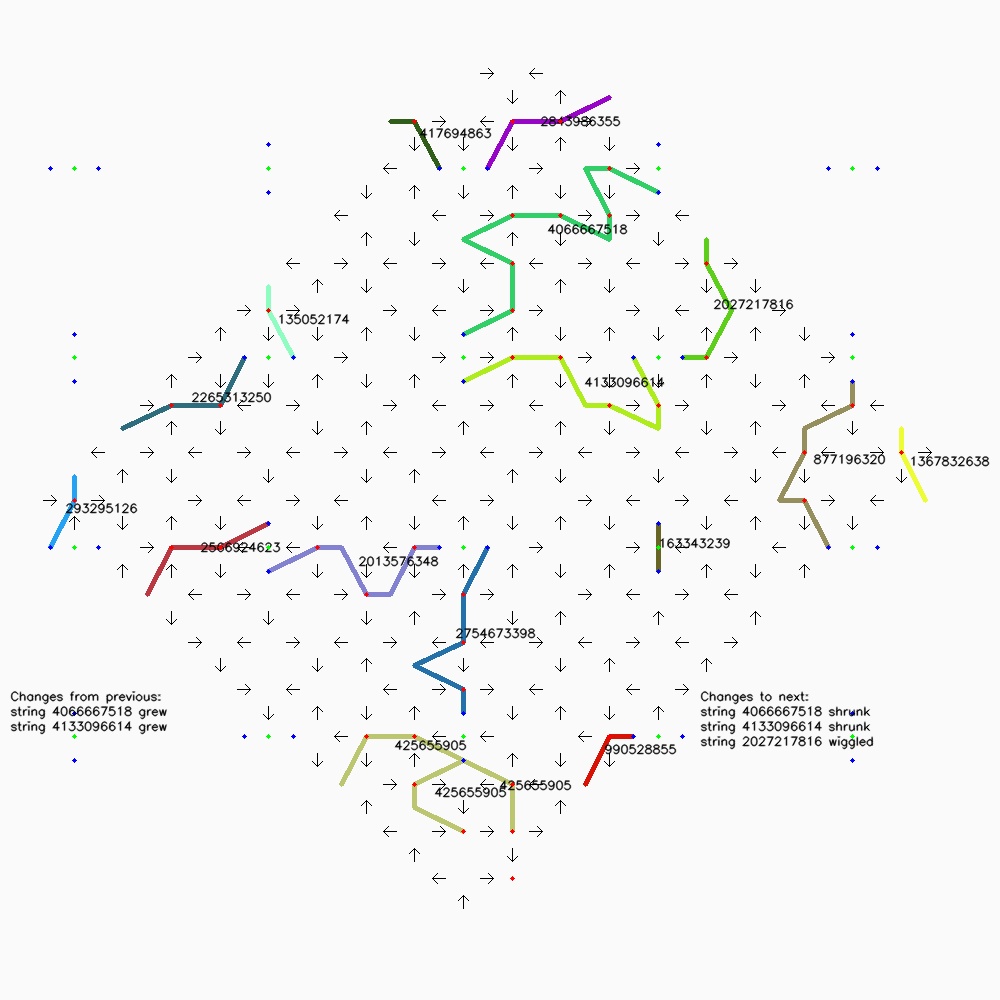 2843986355
417694863
4066667518
2027217816
135052174
4133096614
2265313250
877196320
1367832638
293295126
163343239
2506924623
2013576348
2754673398
Changes from previous:
string 4066667518 grew
string 4133096614 grew
Changes to next:
string 4066667518 shrunk
string 4133096614 shrunk
string 2027217816 wiggled
425655905
990528855
425655905
425655905